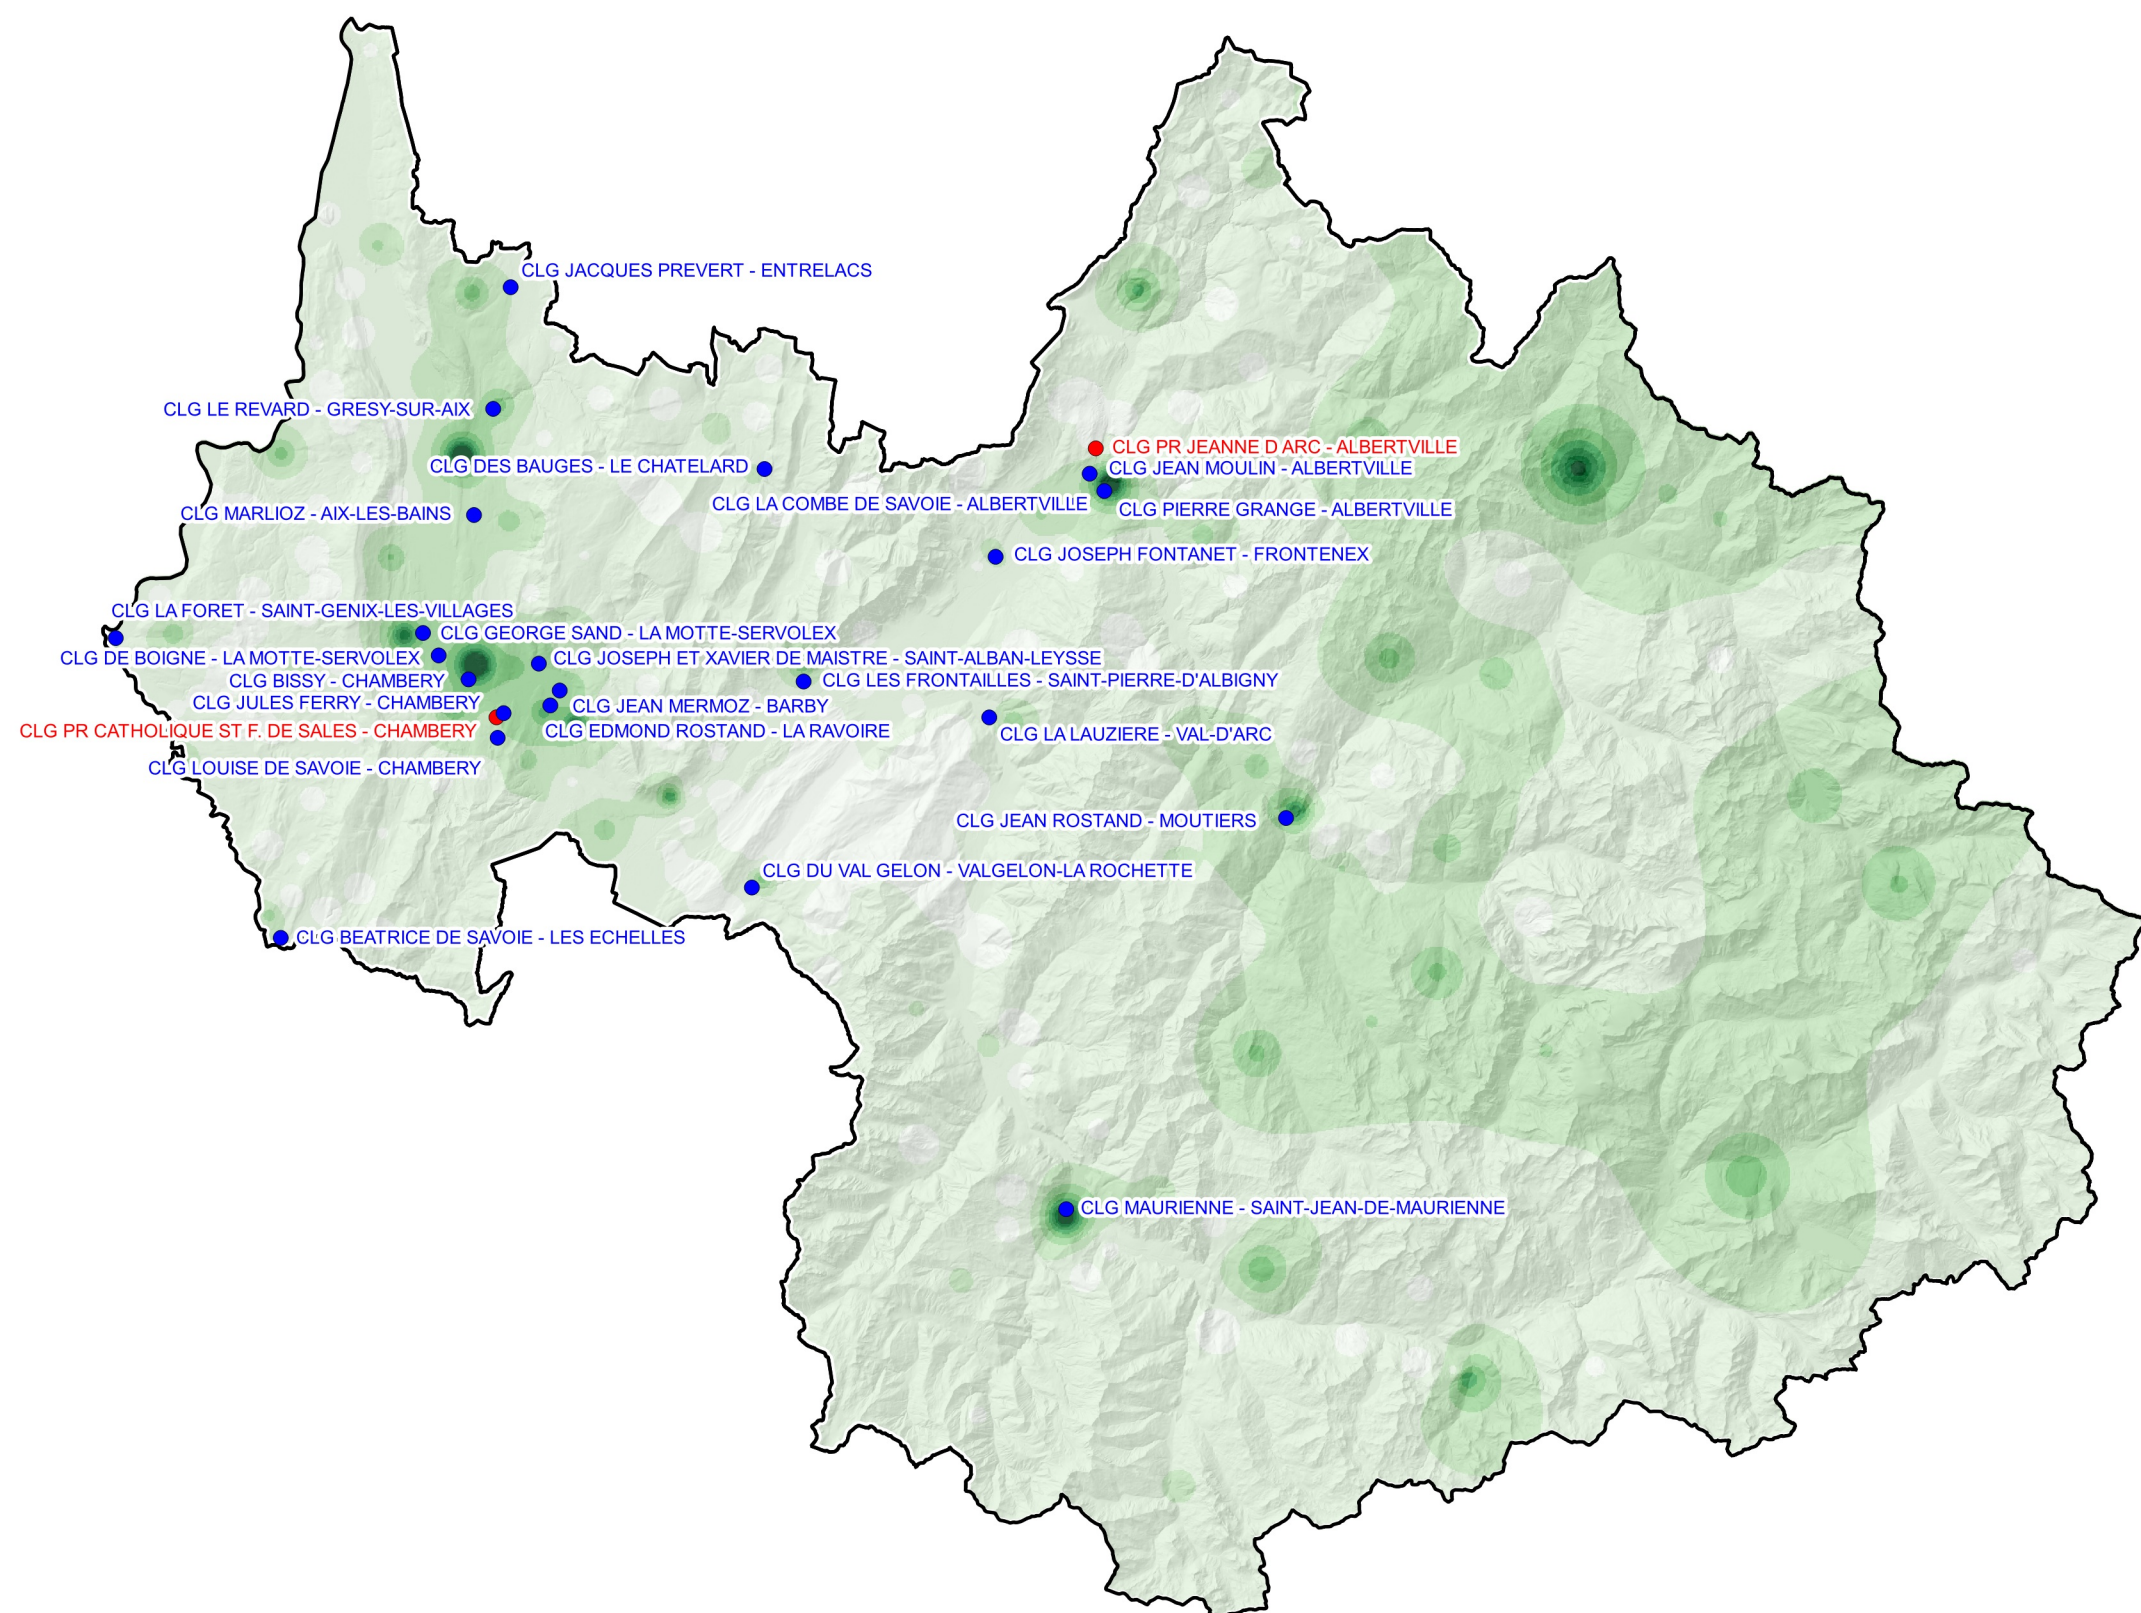 CLG JACQUES PREVERT - ENTRELACS
CLG LE REVARD - GRESY-SUR-AIX
CLG PR JEANNE D ARC - ALBERTVILLE
CLG DES BAUGES - LE CHATELARD
CLG JEAN MOULIN - ALBERTVILLE
CLG LA COMBE DE SAVOIE - ALBERTVILLE
CLG PIERRE GRANGE - ALBERTVILLE
CLG MARLIOZ - AIX-LES-BAINS
CLG JOSEPH FONTANET - FRONTENEX
CLG LA FORET - SAINT-GENIX-LES-VILLAGES
CLG GEORGE SAND - LA MOTTE-SERVOLEX
CLG DE BOIGNE - LA MOTTE-SERVOLEX
CLG JOSEPH ET XAVIER DE MAISTRE - SAINT-ALBAN-LEYSSE
CLG BISSY - CHAMBERY
CLG LES FRONTAILLES - SAINT-PIERRE-D'ALBIGNY
CLG JULES FERRY - CHAMBERY
CLG JEAN MERMOZ - BARBY
CLG PR CATHOLIQUE ST F. DE SALES - CHAMBERY
CLG EDMOND ROSTAND - LA RAVOIRE
CLG LA LAUZIERE - VAL-D'ARC
CLG LOUISE DE SAVOIE - CHAMBERY
CLG JEAN ROSTAND - MOUTIERS
CLG DU VAL GELON - VALGELON-LA ROCHETTE
CLG BEATRICE DE SAVOIE - LES ECHELLES
CLG MAURIENNE - SAINT-JEAN-DE-MAURIENNE